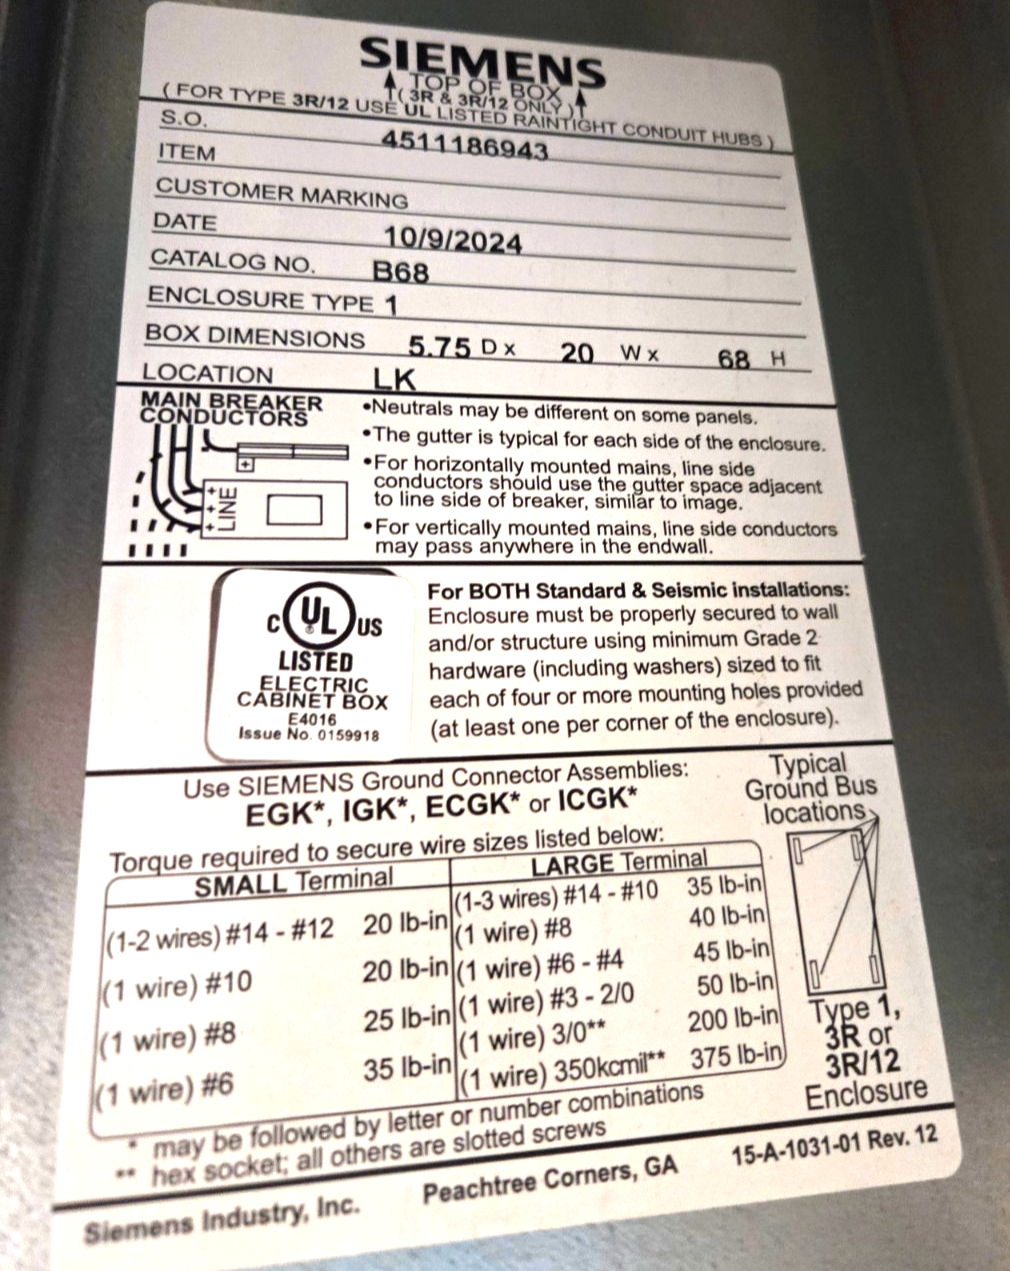 SIEMENS
TOP OF BOX
(3R & 3R/12 ONLY)
(FOR TYPE 3R/12 USE UL LISTED RAINTIGHT CONDUIT HUBS)
S.O. 4511186943
ITEM
CUSTOMER MARKING
DATE 10/9/2024
CATALOG NO. B68
ENCLOSURE TYPE 1
BOX DIMENSIONS 5.75 D x 20 W x 68 H
LOCATION LK
MAIN BREAKER
CONDUCTORS
LINE
•Neutrals may be different on some panels.
•The gutter is typical for each side of the enclosure.
•For horizontally mounted mains, line side
conductors should use the gutter space adjacent
to line side of breaker, similar to image.
•For vertically mounted mains, line side conductors
may pass anywhere in the endwall.
C UL ® US
LISTED
ELECTRIC
CABINET BOX
E4016
Issue No. 0159918
For BOTH Standard & Seismic installations:
Enclosure must be properly secured to wall
and/or structure using minimum Grade 2
hardware (including washers) sized to fit
each of four or more mounting holes provided
(at least one per corner of the enclosure).
Use SIEMENS Ground Connector Assemblies:
EGK*, IGK*, ECGK* or ICGK*
Torque required to secure wire sizes listed below:
SMALL Terminal
(1-2 wires) #14 - #12 20 lb-in
(1 wire) #10 20 lb-in
(1 wire) #8 25 lb-in
(1 wire) #6 35 lb-in
LARGE Terminal
(1-3 wires) #14 - #10 35 lb-in
(1 wire) #8 40 lb-in
(1 wire) #6 - #4 45 lb-in
(1 wire) #3 - 2/0 50 lb-in
(1 wire) 3/0** 200 lb-in
(1 wire) 350kcmil** 375 lb-in
* may be followed by letter or number combinations
** hex socket; all others are slotted screws
Typical
Ground Bus
locations
Type 1,
3R or
3R/12
Enclosure
Siemens Industry, Inc. Peachtree Corners, GA 15-A-1031-01 Rev. 12